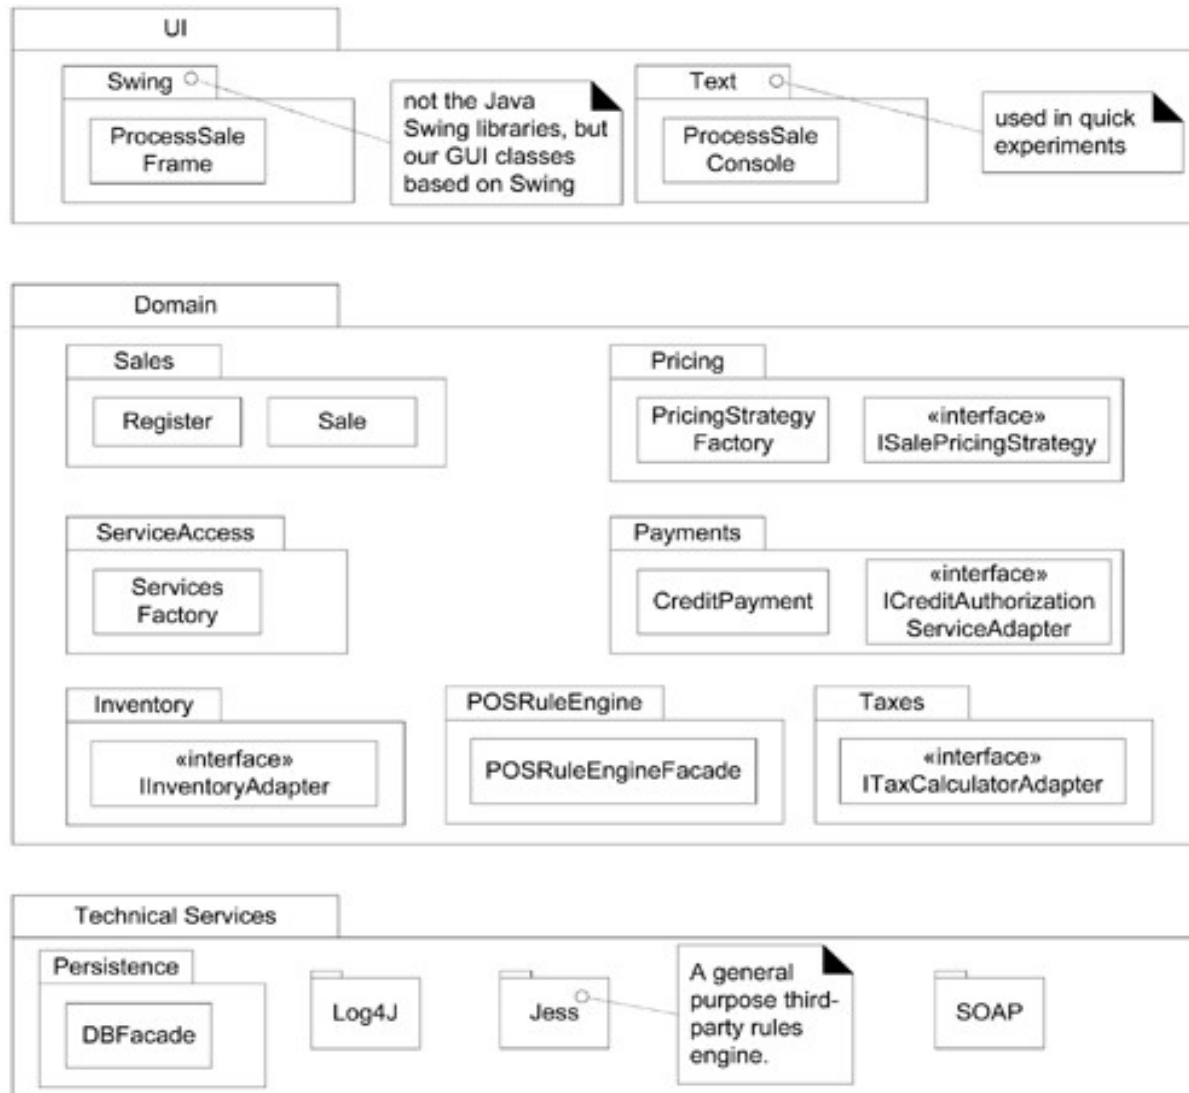 UI
Swing
ProcessSale
Frame
not the Java
Swing libraries, but
our GUI classes
based on Swing
Text
ProcessSale
Console
used in quick
experiments
Domain
Sales
Register
Sale
Pricing
PricingStrategy
Factory
«interface»
ISalePricingStrategy
ServiceAccess
Services
Factory
Payments
CreditPayment
«interface»
ICreditAuthorization
ServiceAdapter
Inventory
«interface»
IInventoryAdapter
POSRuleEngine
POSRuleEngineFacade
Taxes
«interface»
ITaxCalculatorAdapter
Technical Services
Persistence
DBFacade
Log4J
Jess
A general
purpose third-
party rules
engine.
SOAP